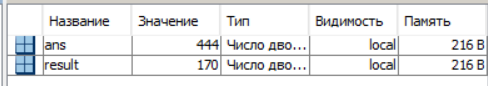 Название Значение Тип Видимость Память
ans 444 Число дво... local 216 B
result 170 Число дво... local 216 B